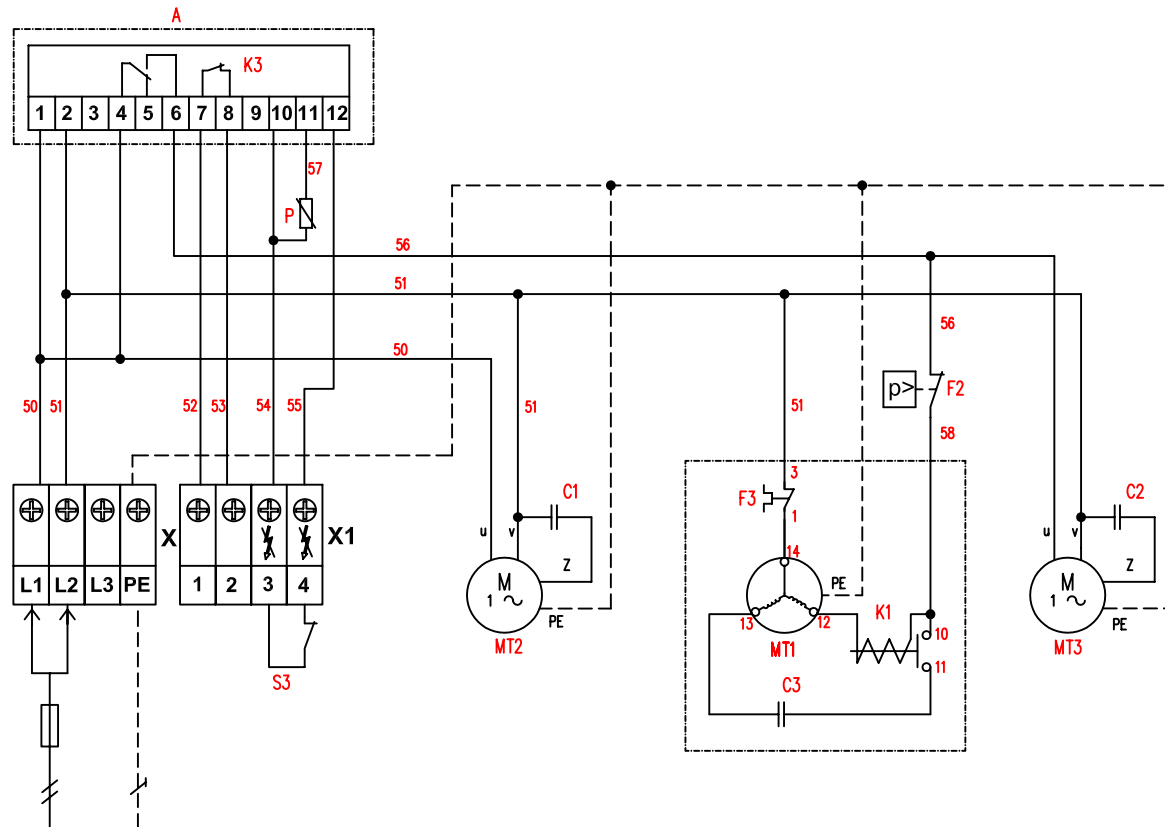 A
K3
1 2 3 4 5 6 7 8 9 10 11 12
57
P
56
51
50
56
p> F2
50 51 52 53 54 55 51 51
58
3
C1 F3 C2
1
X X1
u v u v
14
L1 L2 L3 PE 1 2 3 4
Z Z
M 1 PE M 1
K1
PE 13 12 10 PE
MT2 MT1 11 MT3
S3 C3